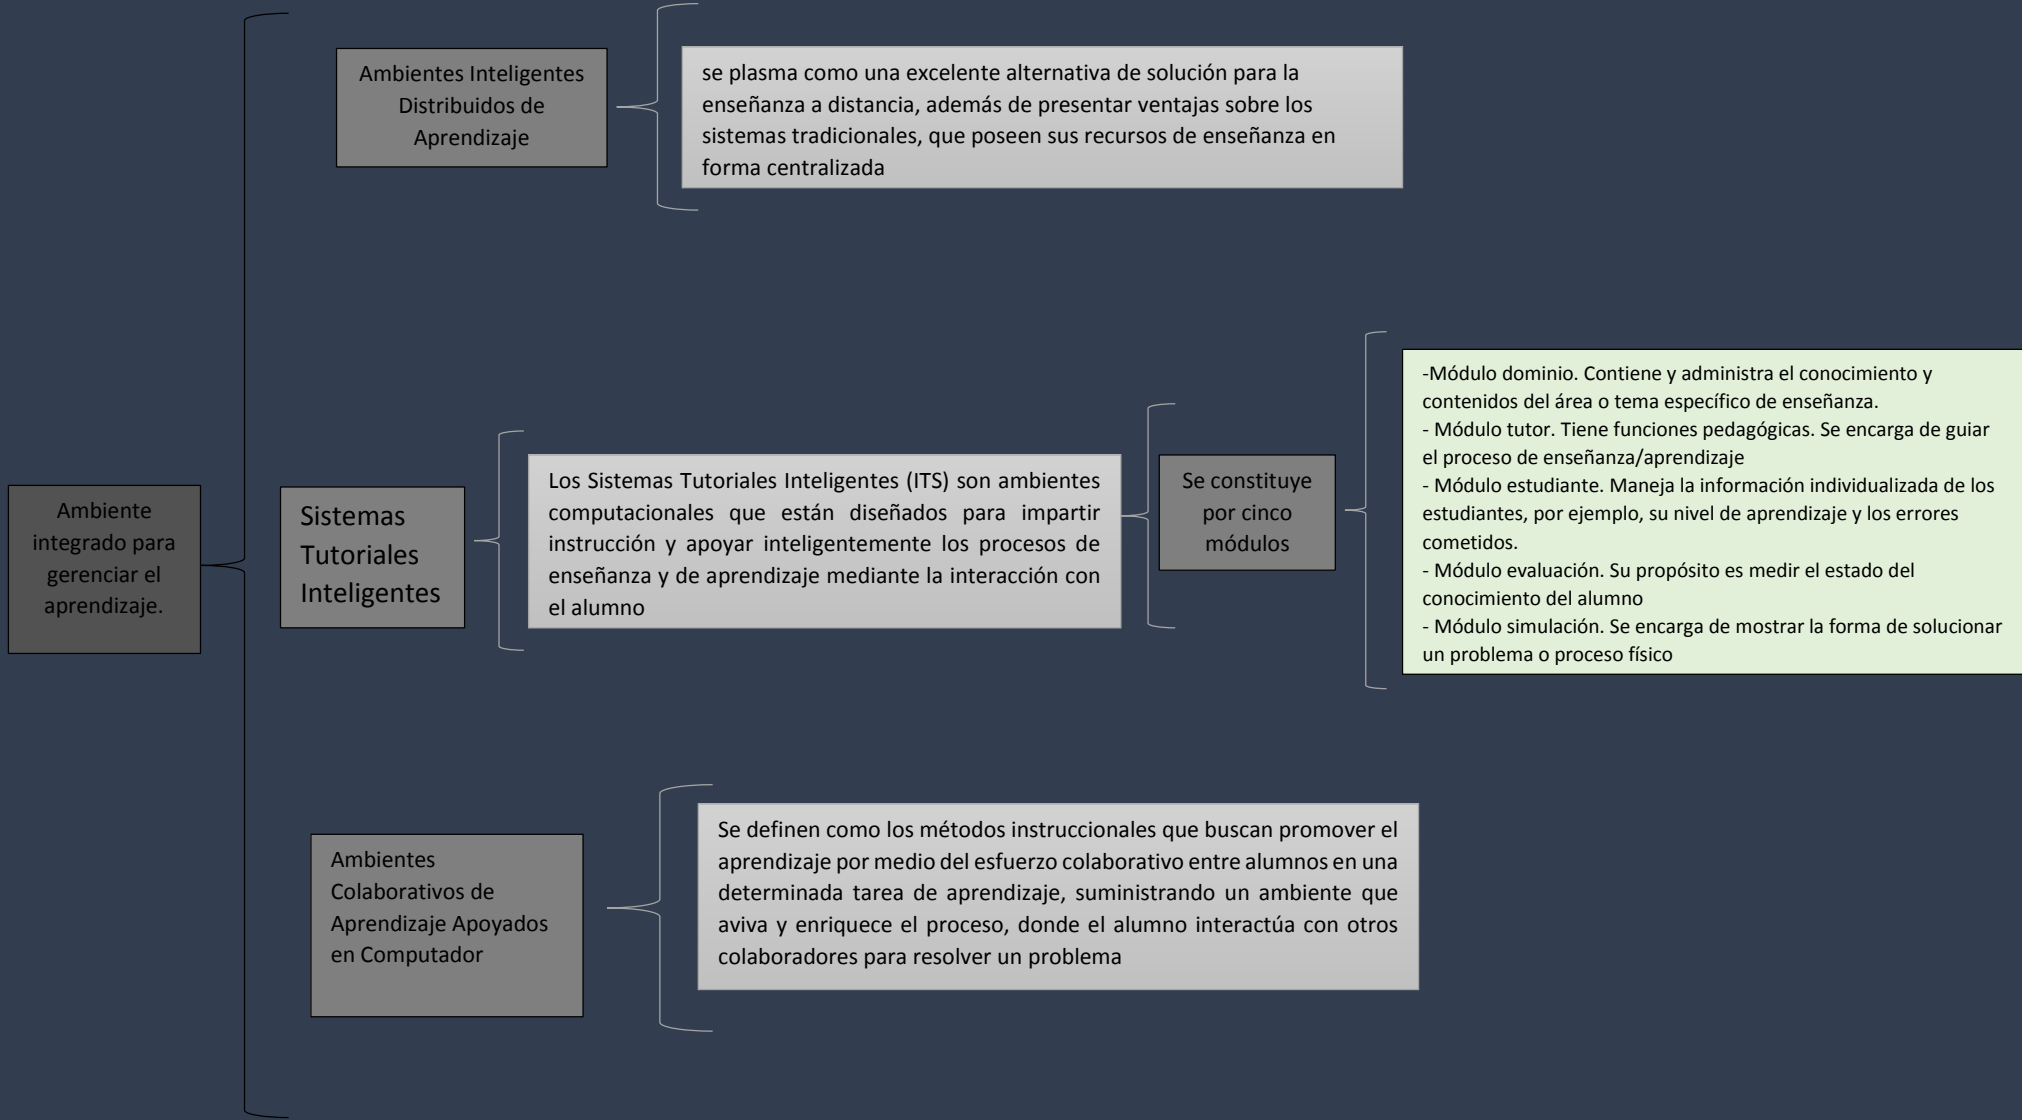 Ambiente
integrado para
gerenciar el
aprendizaje.
Ambientes Inteligentes
Distribuidos de
Aprendizaje
se plasma como una excelente alternativa de solución para la
enseñanza a distancia, además de presentar ventajas sobre los
sistemas tradicionales, que poseen sus recursos de enseñanza en
forma centralizada
Sistemas
Tutoriales
Inteligentes
Los Sistemas Tutoriales Inteligentes (ITS) son ambientes
computacionales que están diseñados para impartir
instrucción y apoyar inteligentemente los procesos de
enseñanza y de aprendizaje mediante la interacción con
el alumno
Se constituye
por cinco
módulos
-Módulo dominio. Contiene y administra el conocimiento y
contenidos del área o tema específico de enseñanza.
- Módulo tutor. Tiene funciones pedagógicas. Se encarga de guiar
el proceso de enseñanza/aprendizaje
- Módulo estudiante. Maneja la información individualizada de los
estudiantes, por ejemplo, su nivel de aprendizaje y los errores
cometidos.
- Módulo evaluación. Su propósito es medir el estado del
conocimiento del alumno
- Módulo simulación. Se encarga de mostrar la forma de solucionar
un problema o proceso físico
Ambientes
Colaborativos de
Aprendizaje Apoyados
en Computador
Se definen como los métodos instruccionales que buscan promover el
aprendizaje por medio del esfuerzo colaborativo entre alumnos en una
determinada tarea de aprendizaje, suministrando un ambiente que
aviva y enriquece el proceso, donde el alumno interactúa con otros
colaboradores para resolver un problema